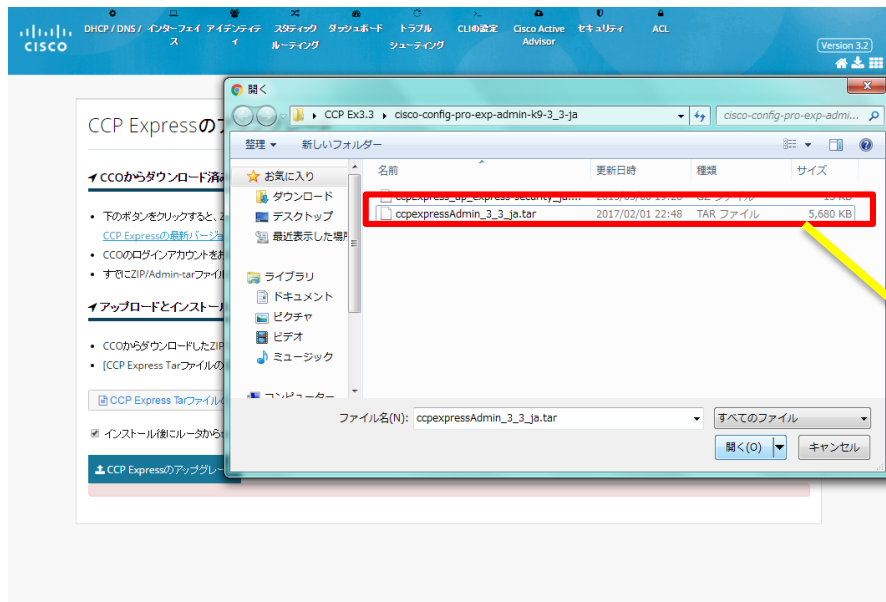 CISCO
DHCP / DNS /
インターフェイス
アイデンティティ
スタティック
ルーティング
ダッシュボード
トラブル
シューティング
CLIの設定
Cisco Active
Advisor
セキュリティ
ACL
Version 3.2
開く
CCP Ex3.3
cisco-config-pro-exp-admin-k9-3_3-ja
cisco-config-pro-exp-admi...
整理
新しいフォルダー
お気に入り
ダウンロード
デスクトップ
最近表示した場
ライブラリ
ドキュメント
ピクチャ
ビデオ
ミュージック
コンピューター
名前
更新日時
種類
サイズ
ccpExpress_ap_express-security_ja....
ccpexpressAdmin_3_3_ja.tar
2017/02/01 22:48
TAR ファイル
5,680 KB
ファイル名(N):
ccpexpressAdmin_3_3_ja.tar
すべてのファイル
開く(O)
キャンセル
CCP Expressの
CCOからダウンロード済
下のボタンをクリックすると、
CCP Expressの最新バージョ
CCOのログインアカウントをお
すでにZIP/Admin-tarファイ
アップロードとインストール
CCOからダウンロードしたZIP
[CCP Express Tarファイルの
CCP Express Tarファイル
インストール後にルータから
CCP Expressのアップグレー